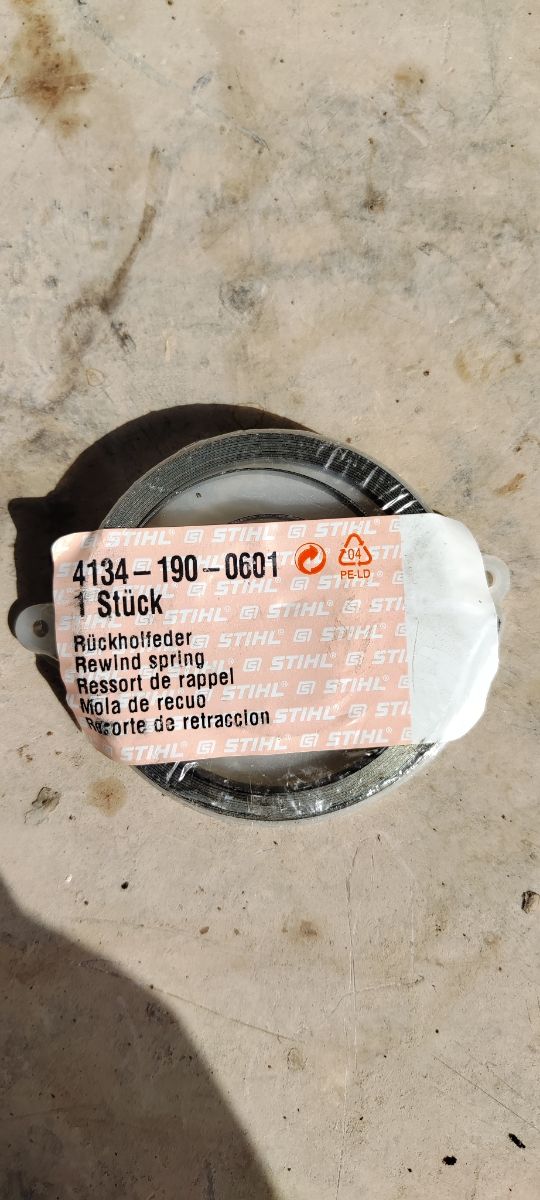 STIHL
4134-190-0601
04
PE-LD
1 Stück
Rückholfeder
Rewind spring
Ressort de rappel
Mola de recuo
Resorte de retraccion